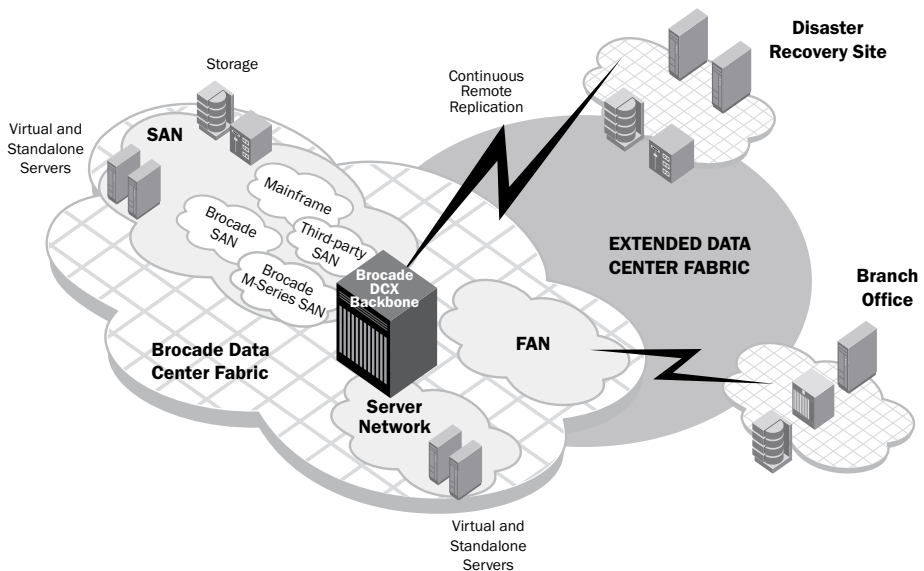 Disaster
Recovery Site
Storage
Continuous
Remote
Replication
Virtual and
Standalone
Servers
SAN
Mainframe
Brocade
SAN
Third-party
SAN
Brocade
M-Series SAN
Brocade
DCX
Backbone
EXTENDED DATA
CENTER FABRIC
Branch
Office
FAN
Brocade Data
Center Fabric
Server
Network
Virtual and
Standalone
Servers